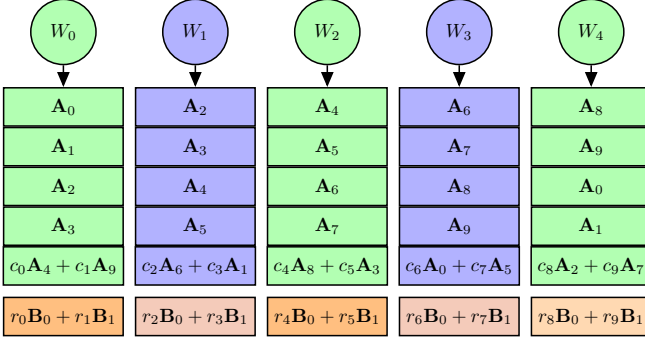 W₀ W₁ W₂ W₃ W₄
A₀ A₂ A₄ A₆ A₈
A₁ A₃ A₅ A₇ A₉
A₂ A₄ A₆ A₈ A₀
A₃ A₅ A₇ A₉ A₁
c₀A₄ + c₁A₉ c₂A₆ + c₃A₁ c₄A₈ + c₅A₃ c₆A₀ + c₇A₅ c₈A₂ + c₉A₇
r₀B₀ + r₁B₁ r₂B₀ + r₃B₁ r₄B₀ + r₅B₁ r₆B₀ + r₇B₁ r₈B₀ + r₉B₁